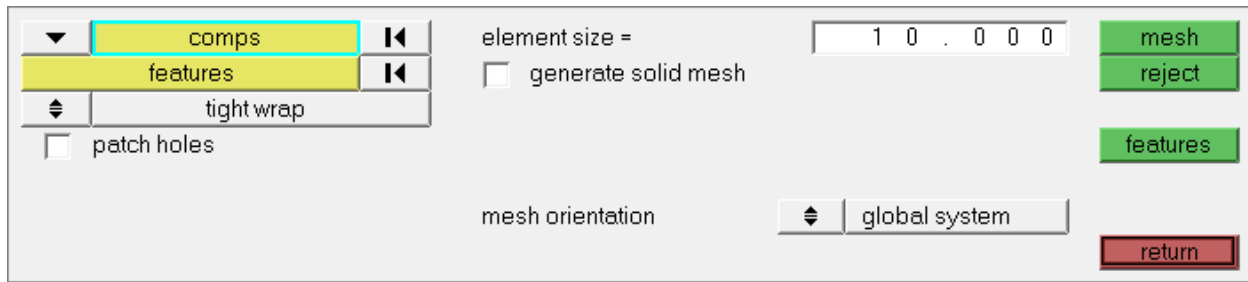 comps element size = 10.000 mesh
features generate solid mesh reject
tight wrap
patch holes features
mesh orientation global system
return